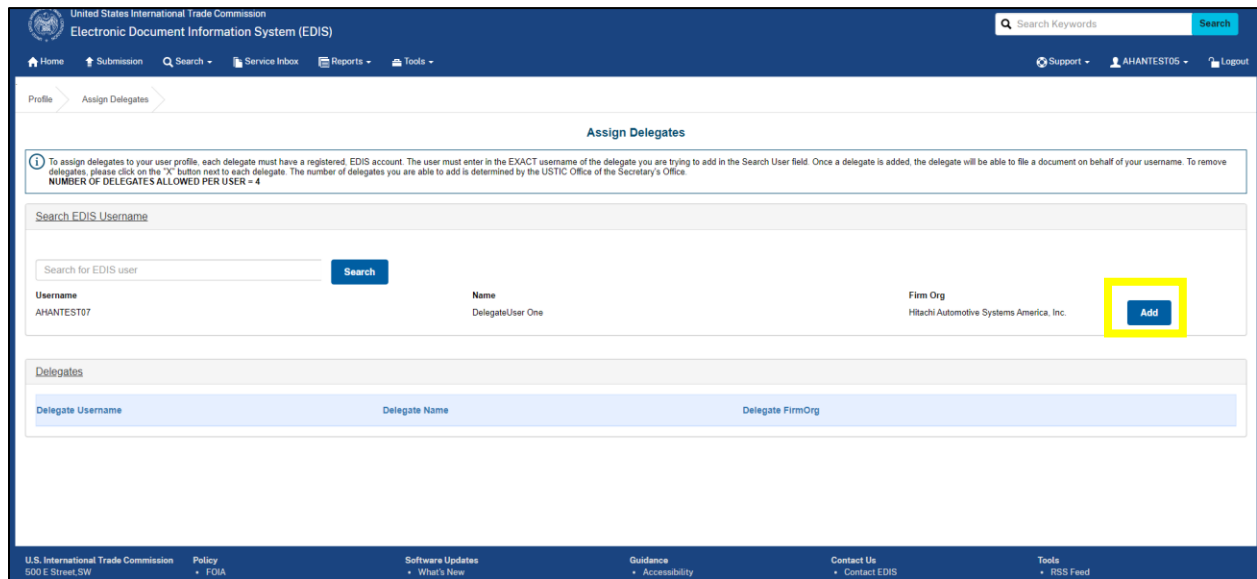 United States International Trade Commission
Electronic Document Information System (EDIS)
Search Keywords
Search
Home
Submission
Search
Service Inbox
Reports
Tools
Support
AHANTEST05
Logout
Profile
Assign Delegates
Assign Delegates
To assign delegates to your user profile, each delegate must have a registered, EDIS account. The user must enter in the EXACT username of the delegate you are trying to add in the Search User field. Once a delegate is added, the delegate will be able to file a document on behalf of your username. To remove
delegates, please click on the "X" button next to each delegate. The number of delegates you are able to add is determined by the USTIC Office of the Secretary's Office.
NUMBER OF DELEGATES ALLOWED PER USER = 4
Search EDIS Username
Search for EDIS user
Search
Username
Name
Firm Org
AHANTEST07
DelegateUser One
Hitachi Automotive Systems America, Inc.
Add
Delegates
Delegate Username
Delegate Name
Delegate FirmOrg
U.S. International Trade Commission
Policy
Software Updates
Guidance
Contact Us
Tools
500 E Street,SW
• FOIA
• What's New
• Accessibility
• Contact EDIS
• RSS Feed